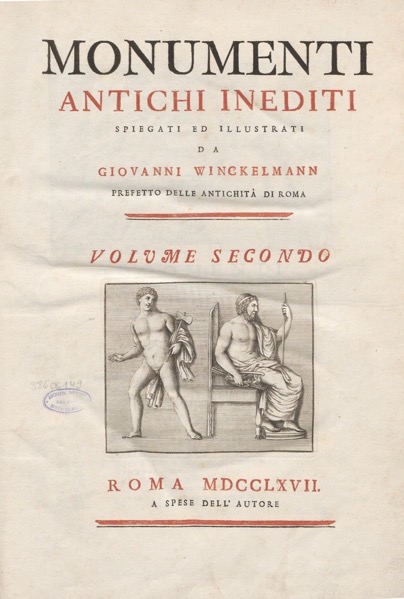 MONUMENTI
ANTICHI INEDITI
SPIEGATI ED ILLUSTRATI
DA
GIOVANNI WINCKELMANN
PREFETTO DELLE ANTICHITÀ DI ROMA
VOLUME SECONDO
ROMA MDCCLXVII.
A SPESE DELL' AUTORE